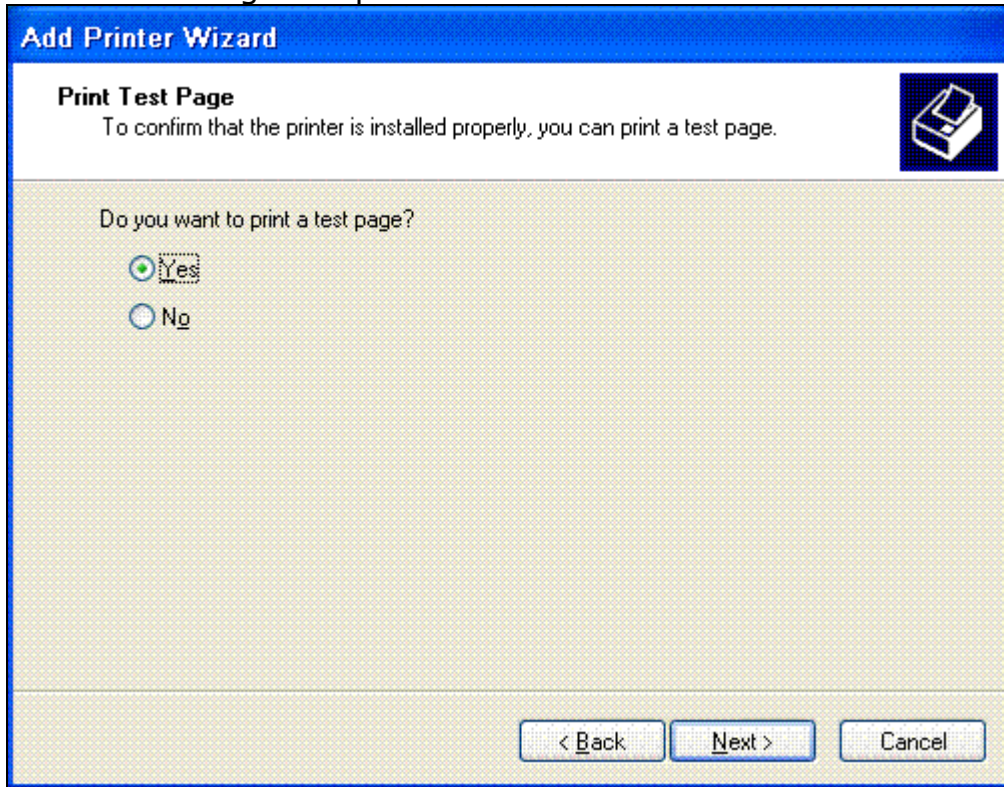 Add Printer Wizard
Print Test Page
To confirm that the printer is installed properly, you can print a test page.
Do you want to print a test page?
Yes
No
< Back Next > Cancel